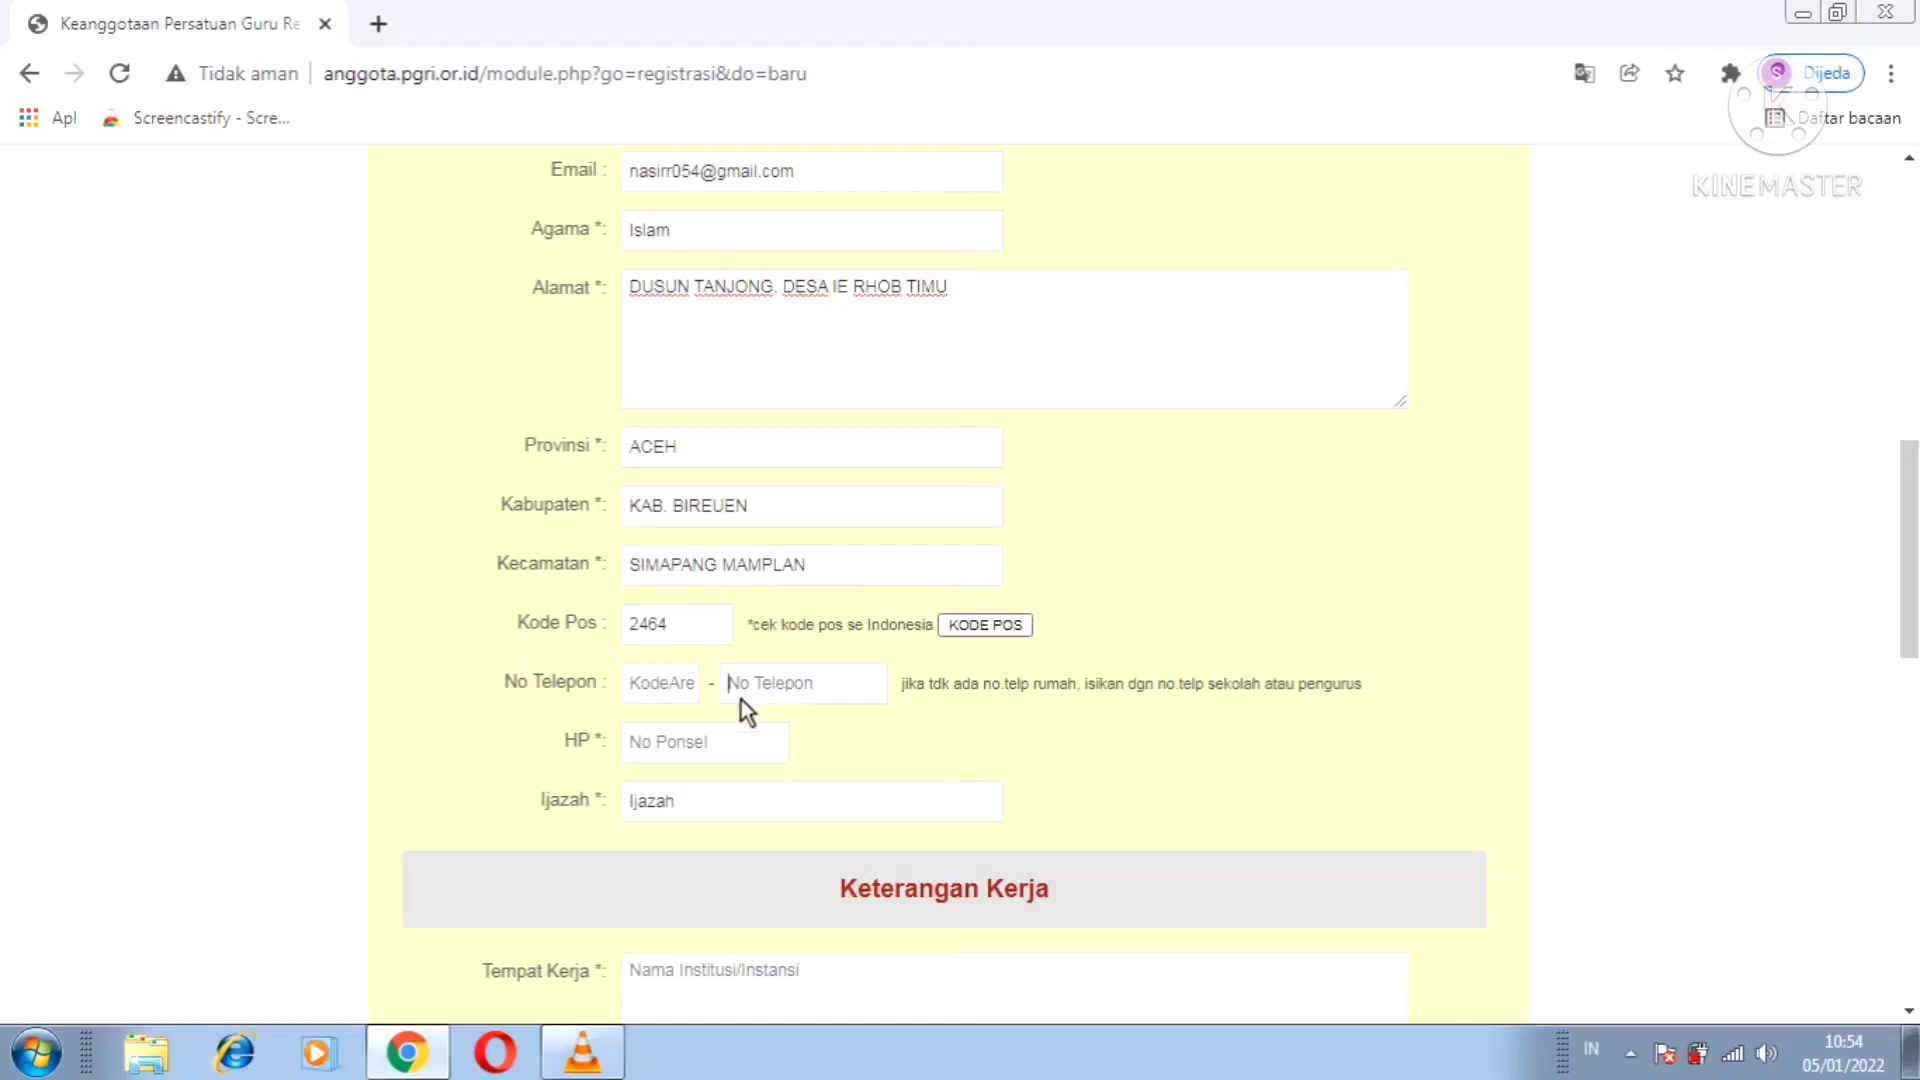 Keanggotaan Persatuan Guru Re
Tidak aman
anggota.pgri.or.id/module.php?go=registrasi&do=baru
S
Dijeda
Apl
Screencastify - Scre...
Daftar bacaan
KINEMASTER
Email :
nasirr054@gmail.com
Agama *:
Islam
Alamat *:
DUSUN TANJONG, DESA IE RHOB TIMU
Provinsi *:
ACEH
Kabupaten *:
KAB. BIREUEN
Kecamatan *:
SIMAPANG MAMPLAN
Kode Pos :
2464
*cek kode pos se Indonesia
KODE POS
No Telepon :
KodeAre
-
No Telepon
jika tdk ada no.telp rumah, isikan dgn no.telp sekolah atau pengurus
HP *:
No Ponsel
Ijazah *:
Ijazah
Keterangan Kerja
Tempat Kerja *:
Nama Institusi/Instansi
IN
10:54
05/01/2022